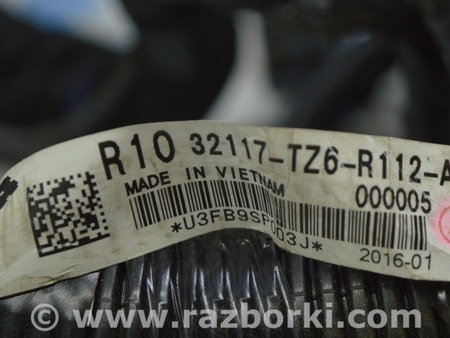 R10 32117-TZ6-R112-A
MADE IN VIETNAM 000005
*U3FB9SP003J*
2016-01
© www.razborki.com